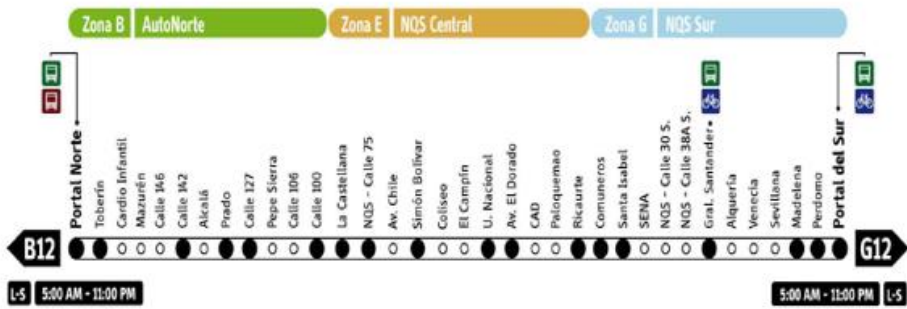 Zona B AutoNorte Zona E NQS Central Zona G NQS Sur
Portal Norte
Toberín
Cardio Infantil
Mazurén
Calle 146
Calle 142
Alcalá
Prado
Calle 127
Pepe Sierra
Calle 106
Calle 100
La Castellana
NQS - Calle 75
Av. Chile
Simón Bolívar
Coliseo
El Campín
U. Nacional
Av. El Dorado
CAD
Paloquemao
Ricaurte
Comuneros
Santa Isabel
SENA
NQS - Calle 30 S.
NQS - Calle 38A S.
Gral. Santander
Alquería
Venecia
Sevillana
Madelena
Perdomo
Portal del Sur
B12 G12
L-S 5:00 AM - 11:00 PM 5:00 AM - 11:00 PM L-S